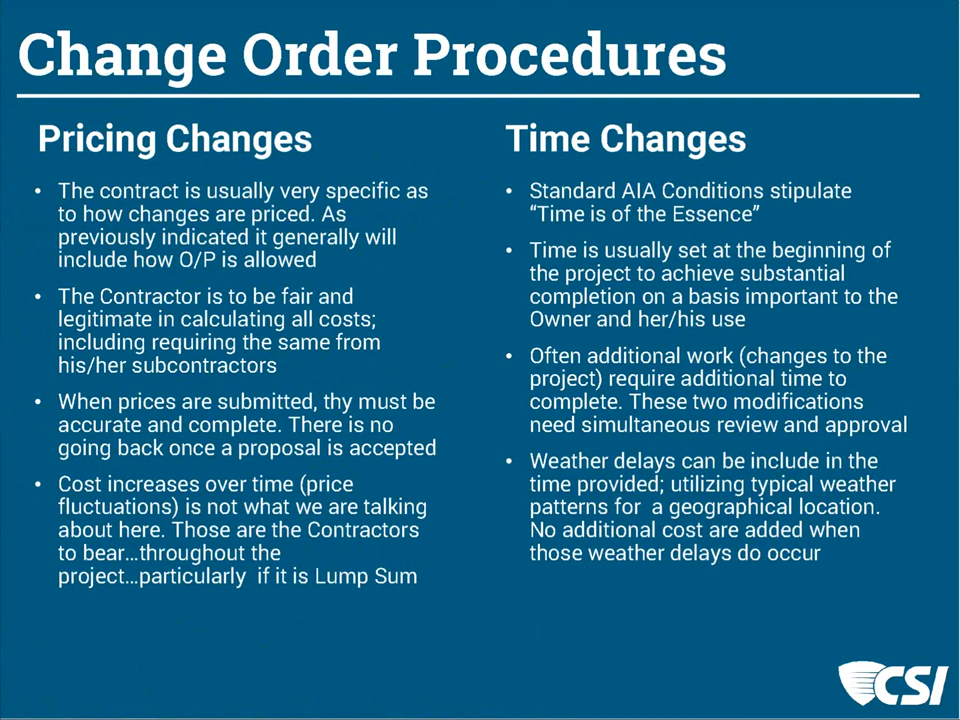 Change Order Procedures
Pricing Changes
• The contract is usually very specific as
to how changes are priced. As
previously indicated it generally will
include how O/P is allowed
• The Contractor is to be fair and
legitimate in calculating all costs;
including requiring the same from
his/her subcontractors
• When prices are submitted, thy must be
accurate and complete. There is no
going back once a proposal is accepted
• Cost increases over time (price
fluctuations) is not what we are talking
about here. Those are the Contractors
to bear…throughout the
project…particularly if it is Lump Sum
Time Changes
• Standard AIA Conditions stipulate
“Time is of the Essence”
• Time is usually set at the beginning of
the project to achieve substantial
completion on a basis important to the
Owner and her/his use
• Often additional work (changes to the
project) require additional time to
complete. These two modifications
need simultaneous review and approval
• Weather delays can be include in the
time provided; utilizing typical weather
patterns for a geographical location.
No additional cost are added when
those weather delays do occur
CSI